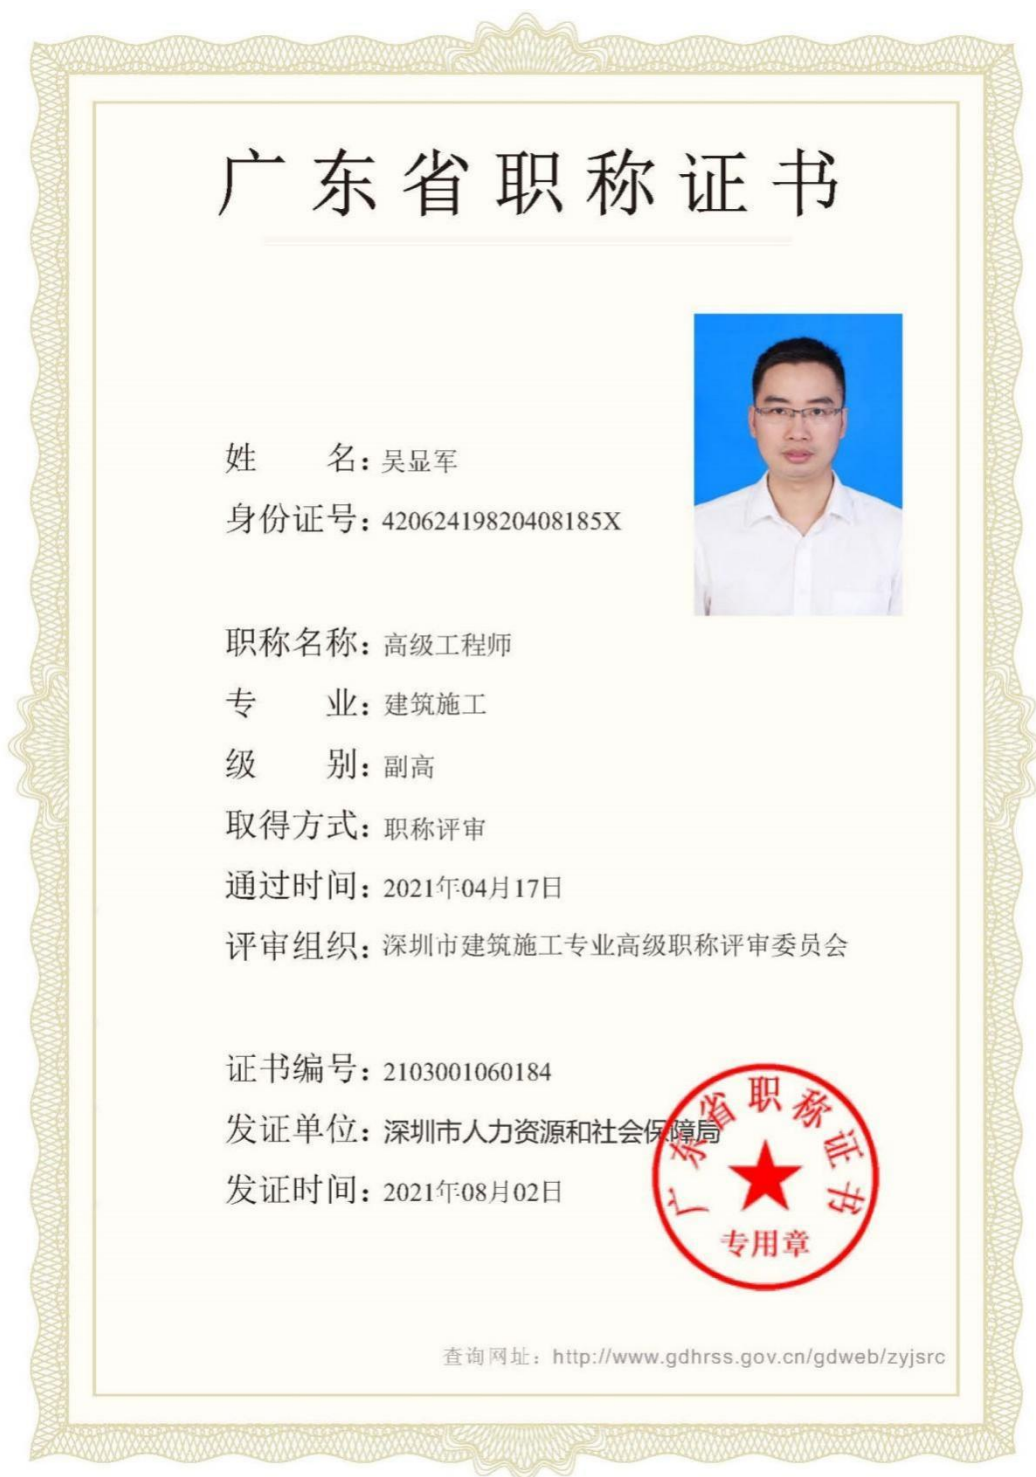 广东省职称证书
姓 名：吴显军
身份证号：42062419820408185X
职称名称：高级工程师
专 业：建筑施工
级 别：副高
取得方式：职称评审
通过时间：2021年04月17日
评审组织：深圳市建筑施工专业高级职称评审委员会
证书编号：2103001060184
发证单位：深圳市人力资源和社会保障局
发证时间：2021年08月02日
广东省职称证书
专用章
查询网址：http://www.gdhrss.gov.cn/gdweb/zyjsrc